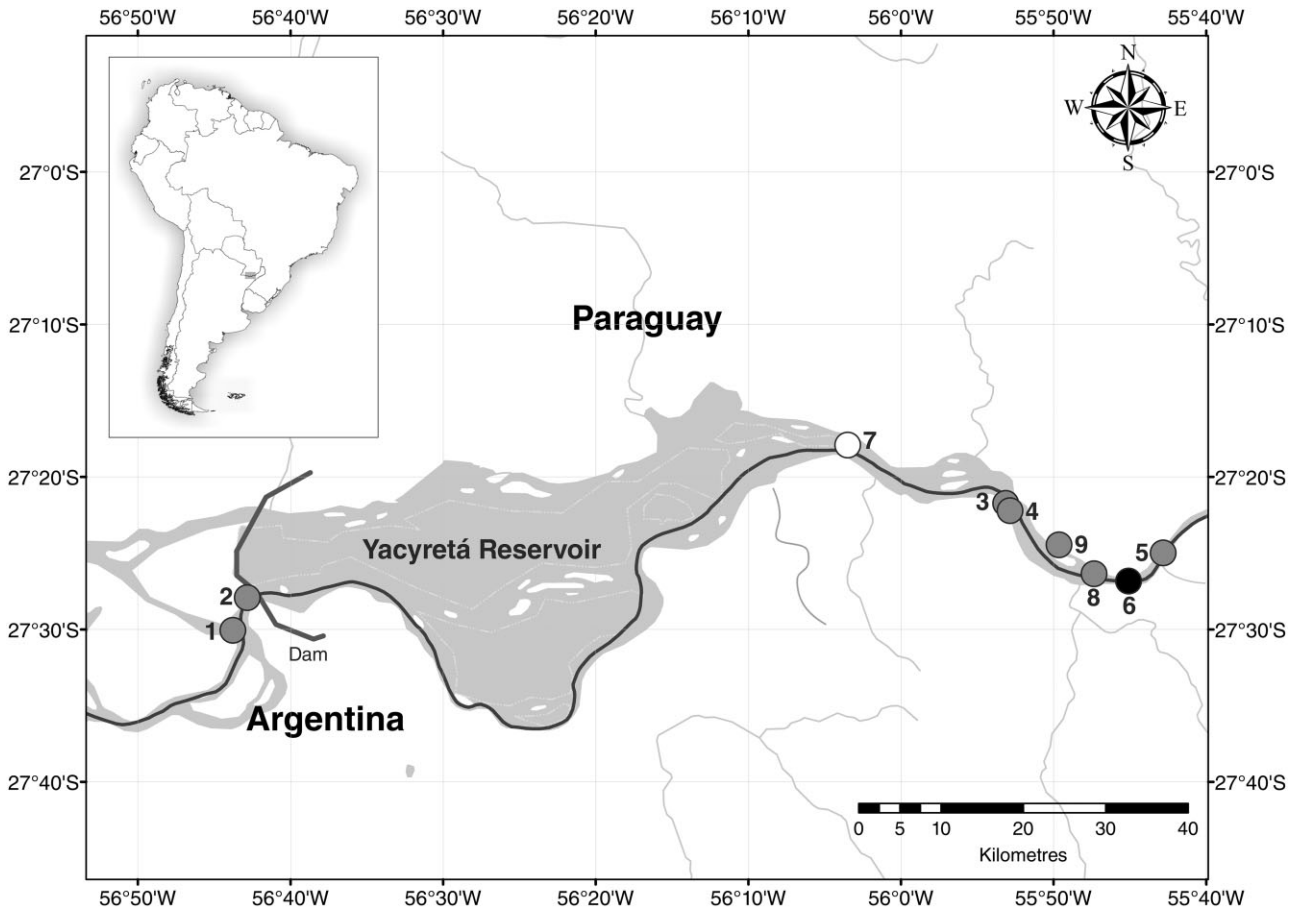 56°50'W 56°40'W 56°30'W 56°20'W 56°10'W 56°0'W 55°50'W 55°40'W
N
W E
S
27°0'S 27°0'S
Paraguay
27°10'S 27°10'S
7
27°20'S 27°20'S
3 4
Yacyretá Reservoir
9 5
2
8 6
1
27°30'S 27°30'S
Dam
Argentina
27°40'S 27°40'S
0 5 10 20 30 40
Kilometres
56°50'W 56°40'W 56°30'W 56°20'W 56°10'W 56°0'W 55°50'W 55°40'W